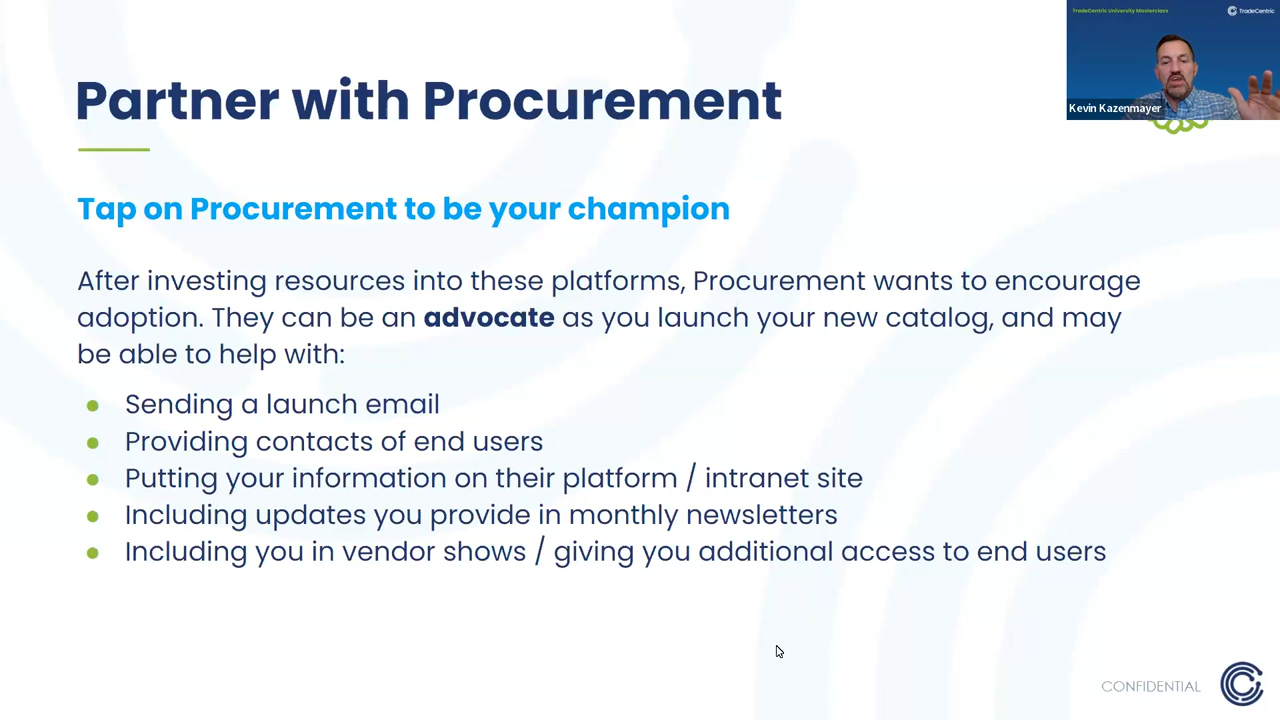 TradeCentric University Masterclass
TradeCentric
Kevin Kazenmayer
Partner with Procurement
Tap on Procurement to be your champion
After investing resources into these platforms, Procurement wants to encourage
adoption. They can be an advocate as you launch your new catalog, and may
be able to help with:
● Sending a launch email
● Providing contacts of end users
● Putting your information on their platform / intranet site
● Including updates you provide in monthly newsletters
● Including you in vendor shows / giving you additional access to end users
CONFIDENTIAL